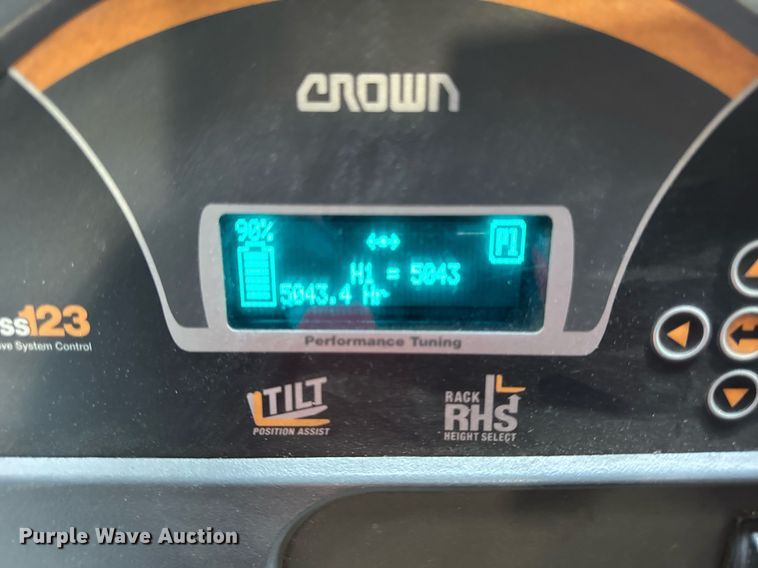 CROWN
90%
P1
H1 = 5043
5043.4 Hr
ss123
ve System Control
Performance Tuning
TILT
POSITION ASSIST
RACK
RHS
HEIGHT SELECT
Purple Wave Auction